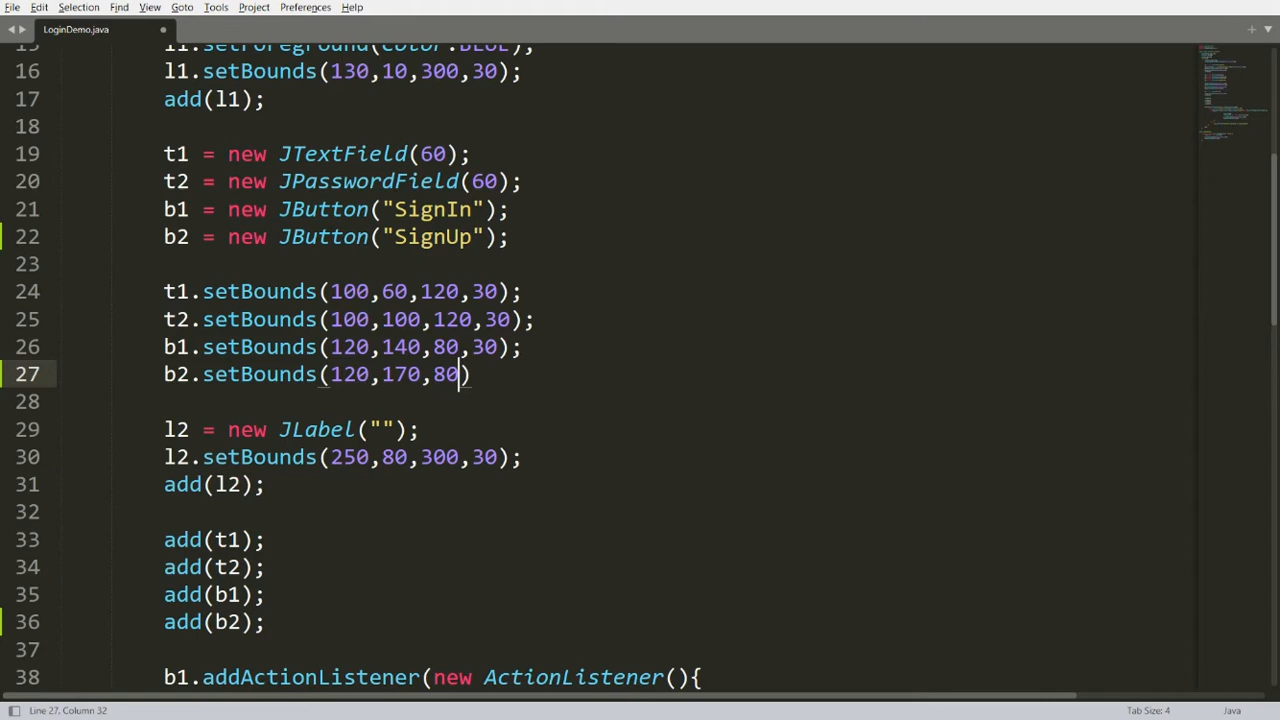 File Edit Selection Find View Goto Tools Project Preferences Help
LoginDemo.java
15 l1.setForeground(Color.BLUE);
16 l1.setBounds(130,10,300,30);
17 add(l1);
18
19 t1 = new JTextField(60);
20 t2 = new JPasswordField(60);
21 b1 = new JButton("SignIn");
22 b2 = new JButton("SignUp");
23
24 t1.setBounds(100,60,120,30);
25 t2.setBounds(100,100,120,30);
26 b1.setBounds(120,140,80,30);
27 b2.setBounds(120,170,80)
28
29 l2 = new JLabel("");
30 l2.setBounds(250,80,300,30);
31 add(l2);
32
33 add(t1);
34 add(t2);
35 add(b1);
36 add(b2);
37
38 b1.addActionListener(new ActionListener(){
Line 27, Column 32 Tab Size: 4 Java